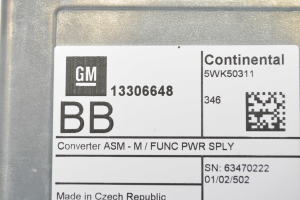 GM
13306648
BB
Continental
5WK50311
346
Converter ASM - M / FUNC PWR SPLY
SN: 63470222
01/02/502
Made in Czech Republic